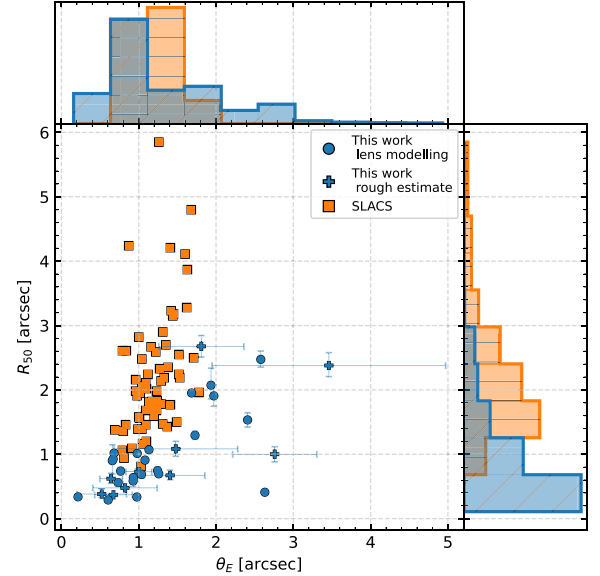 6
5
4
3
2
1
0
R50 [arcsec]
This work
lens modelling
This work
rough estimate
SLACS
0 1 2 3 4 5
θE [arcsec]